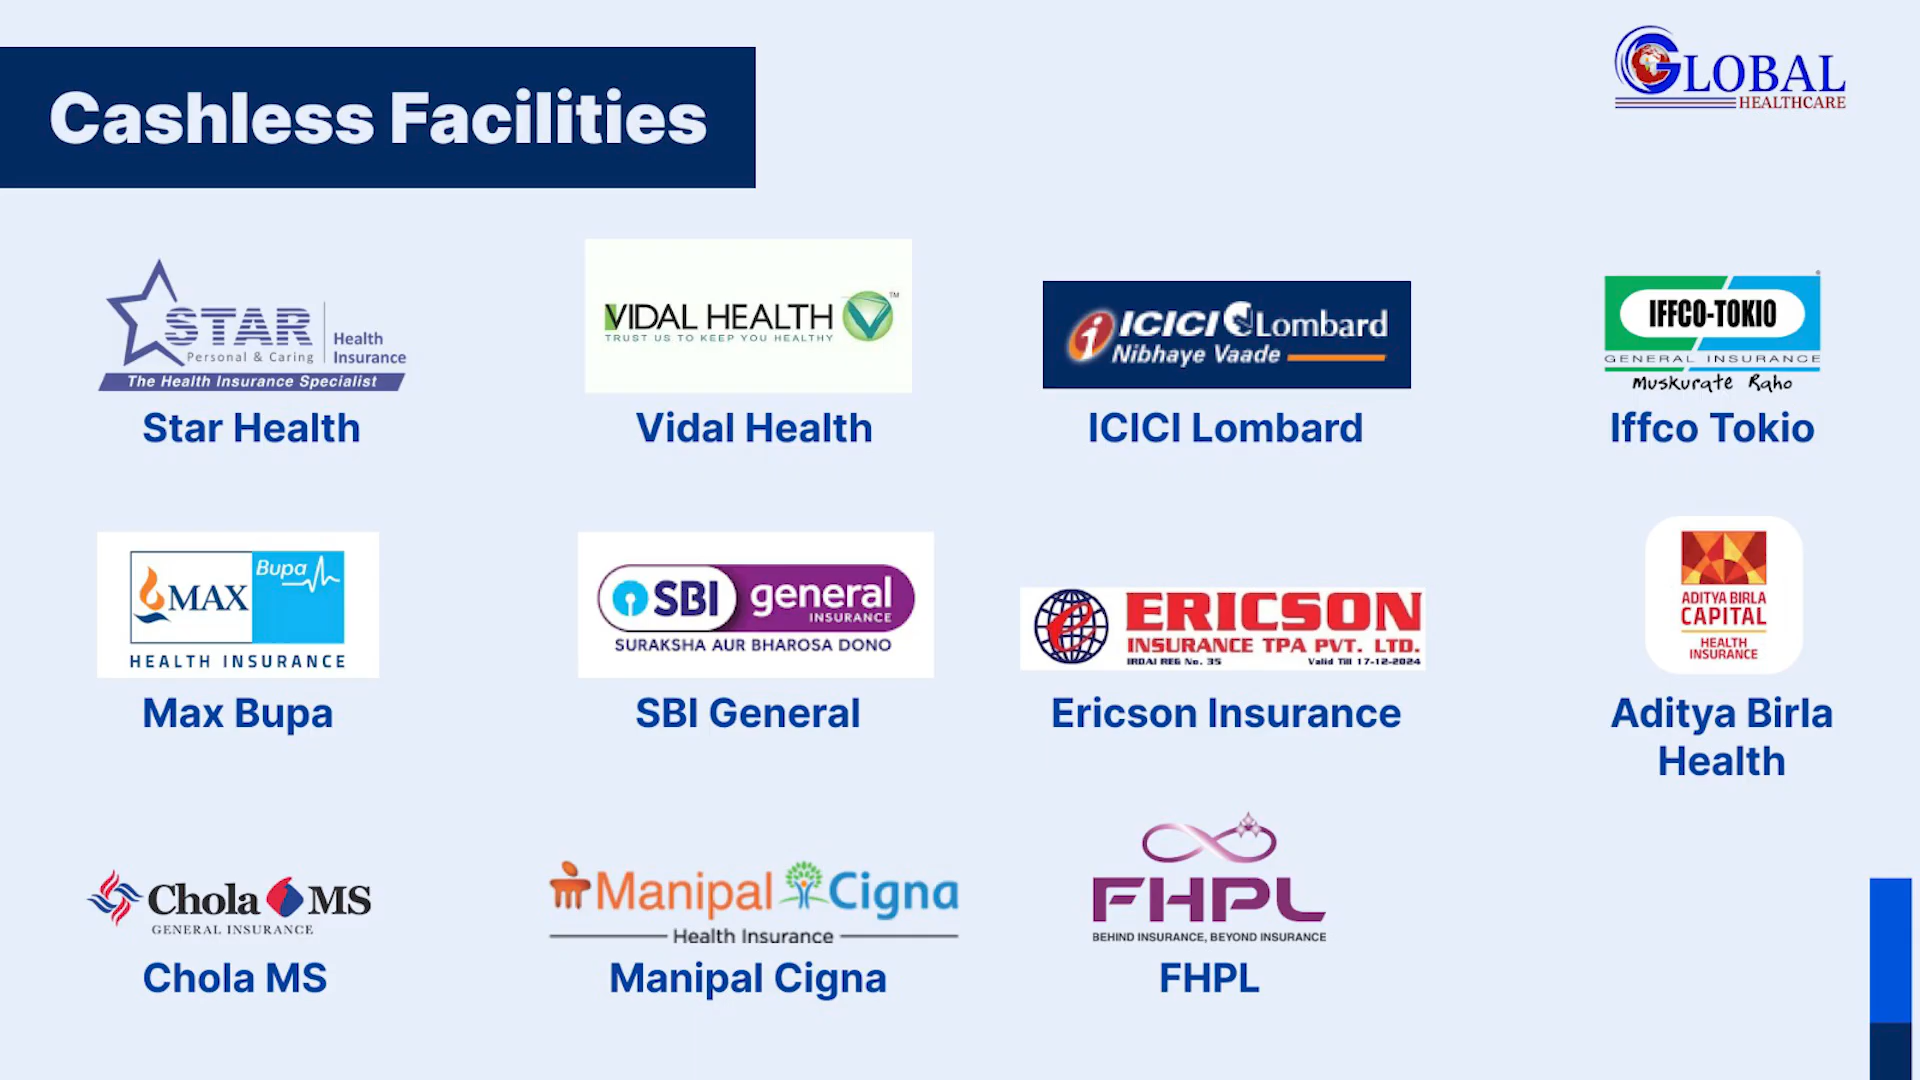 GLOBAL
HEALTHCARE
Cashless Facilities
STAR
Personal & Caring
Health
Insurance
The Health Insurance Specialist
Star Health
VIDAL HEALTH
TM
TRUST US TO KEEP YOU HEALTHY
Vidal Health
ICICI Lombard
Nibhaye Vaade
ICICI Lombard
IFFCO-TOKIO
GENERAL INSURANCE
Muskurate Raho
Iffco Tokio
MAX
Bupa
HEALTH INSURANCE
Max Bupa
SBI general
INSURANCE
SURAKSHA AUR BHAROSA DONO
SBI General
ERICSON
INSURANCE TPA PVT. LTD.
IRDAI REG No. 35 Valid Till 17-12-2024
Ericson Insurance
ADITYA BIRLA
CAPITAL
HEALTH
INSURANCE
Aditya Birla
Health
Chola MS
GENERAL INSURANCE
Chola MS
Manipal Cigna
Health Insurance
Manipal Cigna
FHPL
BEHIND INSURANCE, BEYOND INSURANCE
FHPL